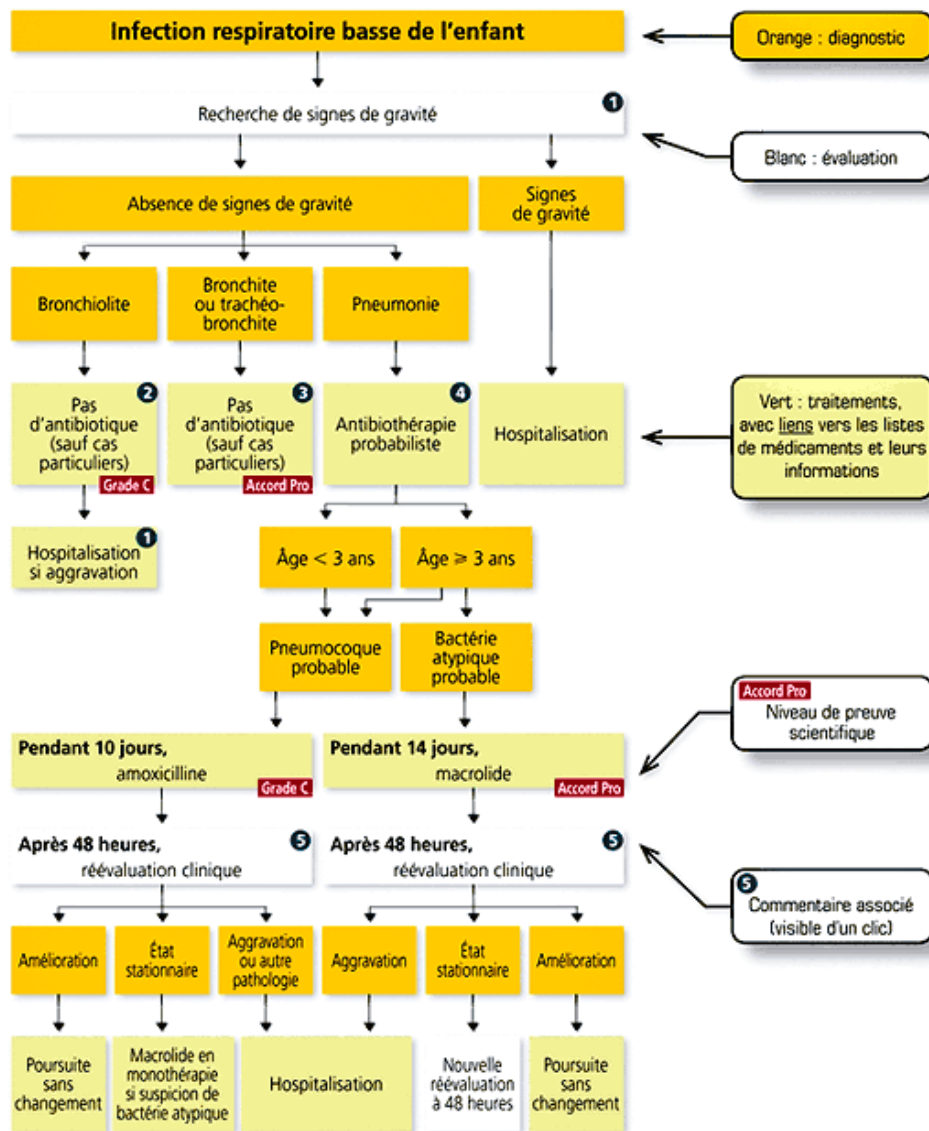 Infection respiratoire basse de l'enfant
Orange : diagnostic
Recherche de signes de gravité
1
Blanc : évaluation
Absence de signes de gravité
Signes
de gravité
Bronchiolite
Bronchite
ou trachéo-
bronchite
Pneumonie
2
Pas
d'antibiotique
(sauf cas
particuliers)
Grade C
3
Pas
d'antibiotique
(sauf cas
particuliers)
Accord Pro
4
Antibiothérapie
probabiliste
Hospitalisation
Vert : traitements,
avec liens vers les listes
de médicaments et leurs
informations
1
Hospitalisation
si aggravation
Âge < 3 ans
Âge ⩾ 3 ans
Pneumocoque
probable
Bactérie
atypique
probable
Accord Pro
Niveau de preuve
scientifique
Pendant 10 jours,
amoxicilline
Grade C
Pendant 14 jours,
macrolide
Accord Pro
Après 48 heures,
5
réévaluation clinique
Après 48 heures,
5
réévaluation clinique
5
Commentaire associé
(visible d'un clic)
Amélioration
État
stationnaire
Aggravation
ou autre
pathologie
Aggravation
État
stationnaire
Amélioration
Poursuite
sans
changement
Macrolide en
monothérapie
si suspicion de
bactérie atypique
Hospitalisation
Nouvelle
réévaluation
à 48 heures
Poursuite
sans
changement